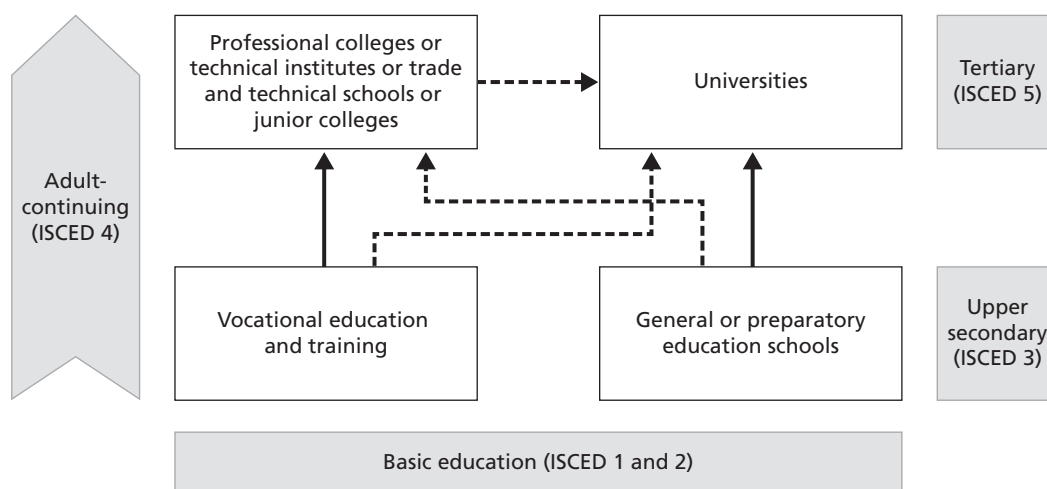 Professional colleges or
technical institutes or trade
and technical schools or
junior colleges
Universities
Tertiary
(ISCED 5)
Adult-
continuing
(ISCED 4)
Vocational education
and training
General or preparatory
education schools
Upper
secondary
(ISCED 3)
Basic education (ISCED 1 and 2)